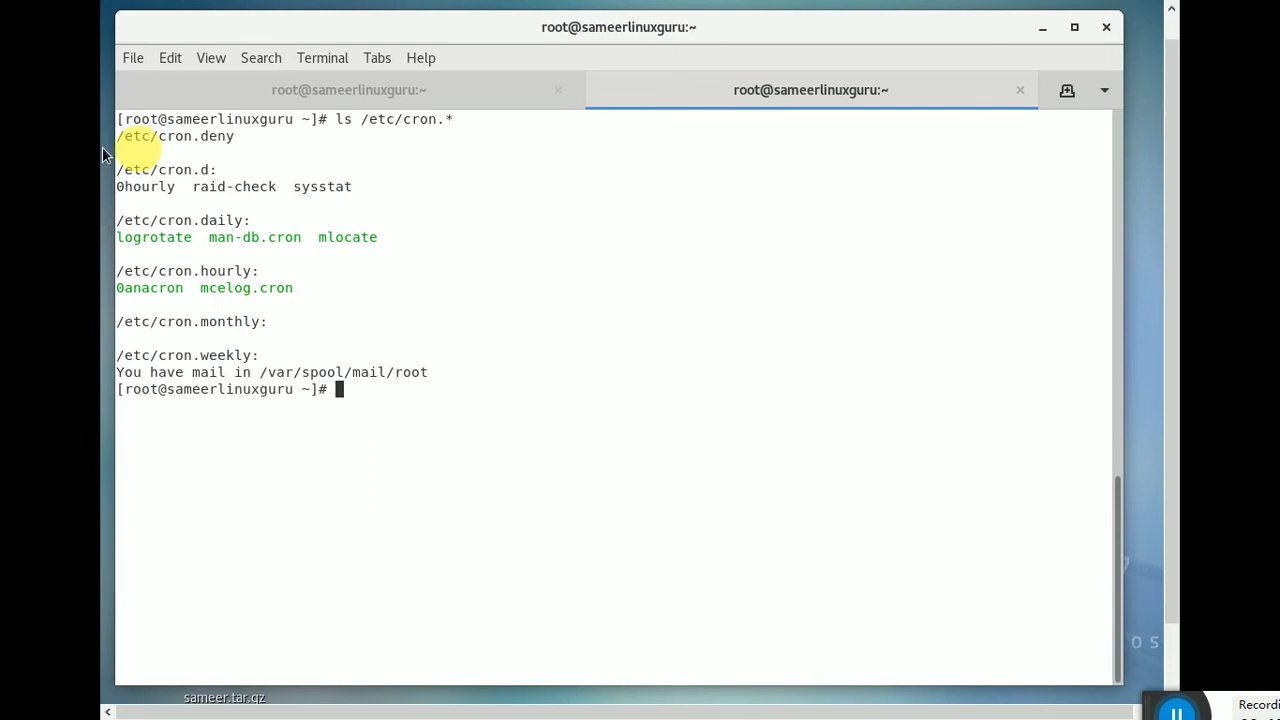 root@sameerlinuxguru:~
File Edit View Search Terminal Tabs Help
root@sameerlinuxguru:~ root@sameerlinuxguru:~
[root@sameerlinuxguru ~]# ls /etc/cron.*
/etc/cron.deny
/etc/cron.d:
0hourly  raid-check  sysstat
/etc/cron.daily:
logrotate  man-db.cron  mlocate
/etc/cron.hourly:
0anacron  mcelog.cron
/etc/cron.monthly:
/etc/cron.weekly:
You have mail in /var/spool/mail/root
[root@sameerlinuxguru ~]#
7
OS
sameer.tar.gz
Recordi